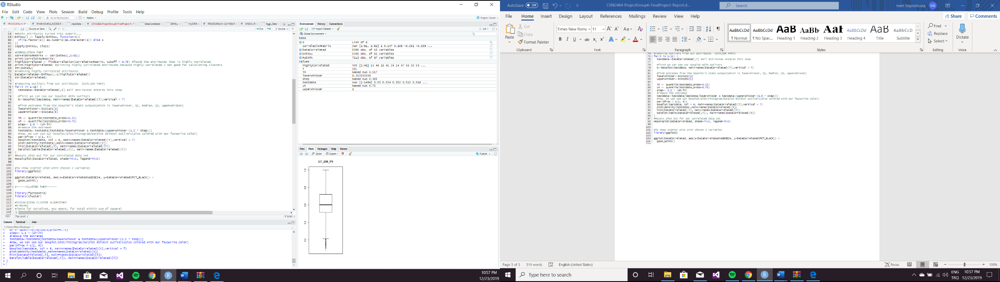 RStudio
File Edit Code View Plots Session Build Debug Profile Tools Help
Go to file/function
Addins
Project: (None)
PROJEDATAUNI.R*
PIMAINDIANS_RCODE.R
classData
CENG464-ProjectGroup6-FinalProject-R...*
DataCorrelated
DATAsu
MyDATA
PROJEDATAUNI (3)(1190).R
ONEMLI.R
Aggr_Data
Source on Save
Run
Source
58 #Whole attributes turned into numeric...
59 DATAsu[] <- lapply(DATAsu, function(x){
60 if(is.factor(x)) as.numeric(as.character(x)) else x
61 })
62 sapply(DATAsu, class)
63
64 #CORRELATION PART
65 correlationMatrix <- cor(DATAsu[,1:61])
66 print(correlationMatrix)
67 highlyCorrelated <- findCorrelation(correlationMatrix, cutoff = 0.75) #found the attributes that is highly correlated
68 print(highlyCorrelated) #printing highly correlated attributes because highly correlated = not good for calculating clusters
69 str(DATAsu)
70 #removing highly correlated attributes
71 DataCorrelated<-DATAsu[,-c(highlyCorrelated)]
72 str(DataCorrelated)
73
74 #removing outliers from out attributes (OUTLIER PART)
75 for(i in 1:15) {
76 testdata<-DataCorrelated[,i] #all attributes enteres this step
77
78 #first we can see our boxplot WITH outliers
79 b<-boxplot(testdata, main=names(DataCorrelated)[i],vertical = T)
80
81 #find extremes from the boxplot's stats output(which is lowerwhisker, Q1, Median, Q3, upperwhisker)
82 lowerwhisker<-b$stats[1]
83 upperwhisker<-b$stats[5]
84
85 lh <- quantile(testdata,probs=0.25)
86 uh <- quantile(testdata,probs=0.75)
87 step<- 1.5 * (uh-lh)
88 #remove the extremes
89 testdata<-testdata[testdata>lowerwhisker & testdata<(upperwhisker-(1.5 * step))]
90 #now, we can see our boxplot/plot/histogram/barplot WITHOUT outliers(also colored with our favourite color)
91 par(mfrow = c(1, 4))
92 boxplot(testdata, col = 6, main=names(DataCorrelated)[i],vertical = T)
93 plot(density(testdata),main=names(DataCorrelated)[i])
94 hist(DataCorrelated[,i], main=names(DataCorrelated)[i])
95 barplot(table(DataCorrelated[,i]), main=names(DataCorrelated)[i])
96 }
97 #Mosaic plot but for our correlated data set
98 mosaicplot(DataCorrelated, shade=TRUE, legend=TRUE)
99
100
101 #To show scatter plot with chosen 2 variables
102 library(ggplot2)
103
104 ggplot(DataCorrelated, aes(x=DataCorrelated$AGEGE24, y=DataCorrelated$PCT_BLACK)) +
105 geom_point()
106
107 #------CLUSTER PART------
108
109 library(factoextra)
110 library(cluster)
111
112 #VISUALIZING CLUSTER ALGORITHMS
113 #K-MEANS
114 #(Note for ourselves, wss means, for total within sum of square)
115
100:1 (Top Level) R Script
Console Terminal Jobs
C:/Users/Mert/Desktop/
+ uh <- quantile(testdata,probs=0.75)
+ step<- 1.5 * (uh-lh)
+ #remove the extremes
+ testdata<-testdata[testdata>lowerwhisker & testdata<(upperwhisker-(1.5 * step))]
+ #now, we can see our boxplot/plot/histogram/barplot WITHOUT outliers(also colored with our favourite color)
+ par(mfrow = c(1, 4))
+ boxplot(testdata, col = 6, main=names(DataCorrelated)[i],vertical = T)
+ plot(density(testdata),main=names(DataCorrelated)[i])
+ hist(DataCorrelated[,i], main=names(DataCorrelated)[i])
+ barplot(table(DataCorrelated[,i]), main=names(DataCorrelated)[i])
+ }
>
Environment History Connections
Import Dataset
List
Global Environment
Data
b List of 6
correlationMatrix num [1:61, 1:61] 1 0.147 0.106 -0.231 -0.259 ...
DataCorrelated 5395 obs. of 15 variables
DATAsu 5395 obs. of 61 variables
MyDATA 7112 obs. of 87 variables
Values
highlyCorrelated int [1:46] 13 46 16 41 24 14 47 56 50 59 ...
i 15L
lh Named num 0.517
lowerwhisker 0.213333338
step Named num 0.305
testdata num [1:1494] 0.53 0.524 0.352 0.512 0.516 ...
uh Named num 0.72
upperwhisker 1
Files Plots Packages Help Viewer
Zoom Export Publish
GT_25K_P9
1.0
0.8
0.6
0.4
0.2
10:57 PM
12/23/2019
AutoSave Off
CENG464-ProjectGroup6-FinalProject-Report.d...
Search
mert bayramusta MB
File Home Insert Design Layout References Mailings Review View Help
Share Comments
Paste
Cut
Copy
Format Painter
Clipboard
Times New Roma 11
Font
Paragraph
AaBbCcDd ¶ Normal
AaBbCcDd ¶ No Spac...
AaB Heading 1
AaBb Heading 2
Aal Heading 3
AaBbCcDd Heading 4
AaB Title
AaBbCcD Subtitle
Styles
Find
Replace
Select
Editing
Dictate
Voice
74 #removing outliers from out attributes (OUTLIER PART)
75 for(i in 1:15) {
76 testdata<-DataCorrelated[,i] #all attributes enteres this step
77
78 #first we can see our boxplot WITH outliers
79 b<-boxplot(testdata, main=names(DataCorrelated)[i],vertical = T)
80
81 #find extremes from the boxplot's stats output(which is lowerwhisker, Q1, Median, Q3, upperwhisker)
82 lowerwhisker<-b$stats[1]
83 upperwhisker<-b$stats[5]
84
85 lh <- quantile(testdata,probs=0.25)
86 uh <- quantile(testdata,probs=0.75)
87 step<- 1.5 * (uh-lh)
88 #remove the extremes
89 testdata<-testdata[testdata>lowerwhisker & testdata<(upperwhisker-(1.5 * step))]
90 #now, we can see our boxplot/plot/histogram/barplot WITHOUT outliers(also colored with our favourite color)
91 par(mfrow = c(1, 4))
92 boxplot(testdata, col = 6, main=names(DataCorrelated)[i],vertical = T)
93 plot(density(testdata),main=names(DataCorrelated)[i])
94 hist(DataCorrelated[,i], main=names(DataCorrelated)[i])
95 barplot(table(DataCorrelated[,i]), main=names(DataCorrelated)[i])
96 }
97 #Mosaic plot but for our correlated data set
98 mosaicplot(DataCorrelated, shade=TRUE, legend=TRUE)
99
100
101 #To show scatter plot with chosen 2 variables
102 library(ggplot2)
103
104 ggplot(DataCorrelated, aes(x=DataCorrelated$AGEGE24, y=DataCorrelated$PCT_BLACK)) +
105 geom_point()
Page 3 of 3 319 words English (United States)
Focus
100%
Type here to search
ENG
TRQ
10:57 PM
12/23/2019